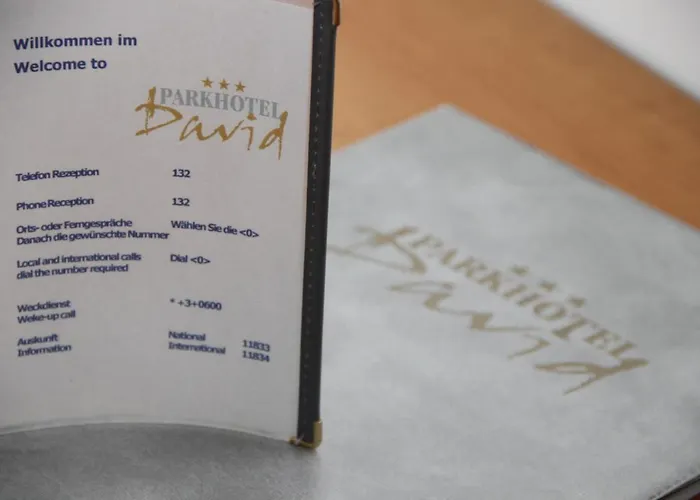 Willkommen im
Welcome to
PARKHOTEL
David
Telefon Rezeption 132
Phone Reception 132
Orts- oder Ferngespräche Wählen Sie die <0>
Danach die gewünschte Nummer
Local and international calls Dial <0>
dial the number required
Weckdienst * +3+0600
Wake-up call
Auskunft National 11833
Information International 11834
PARKHOTEL
David